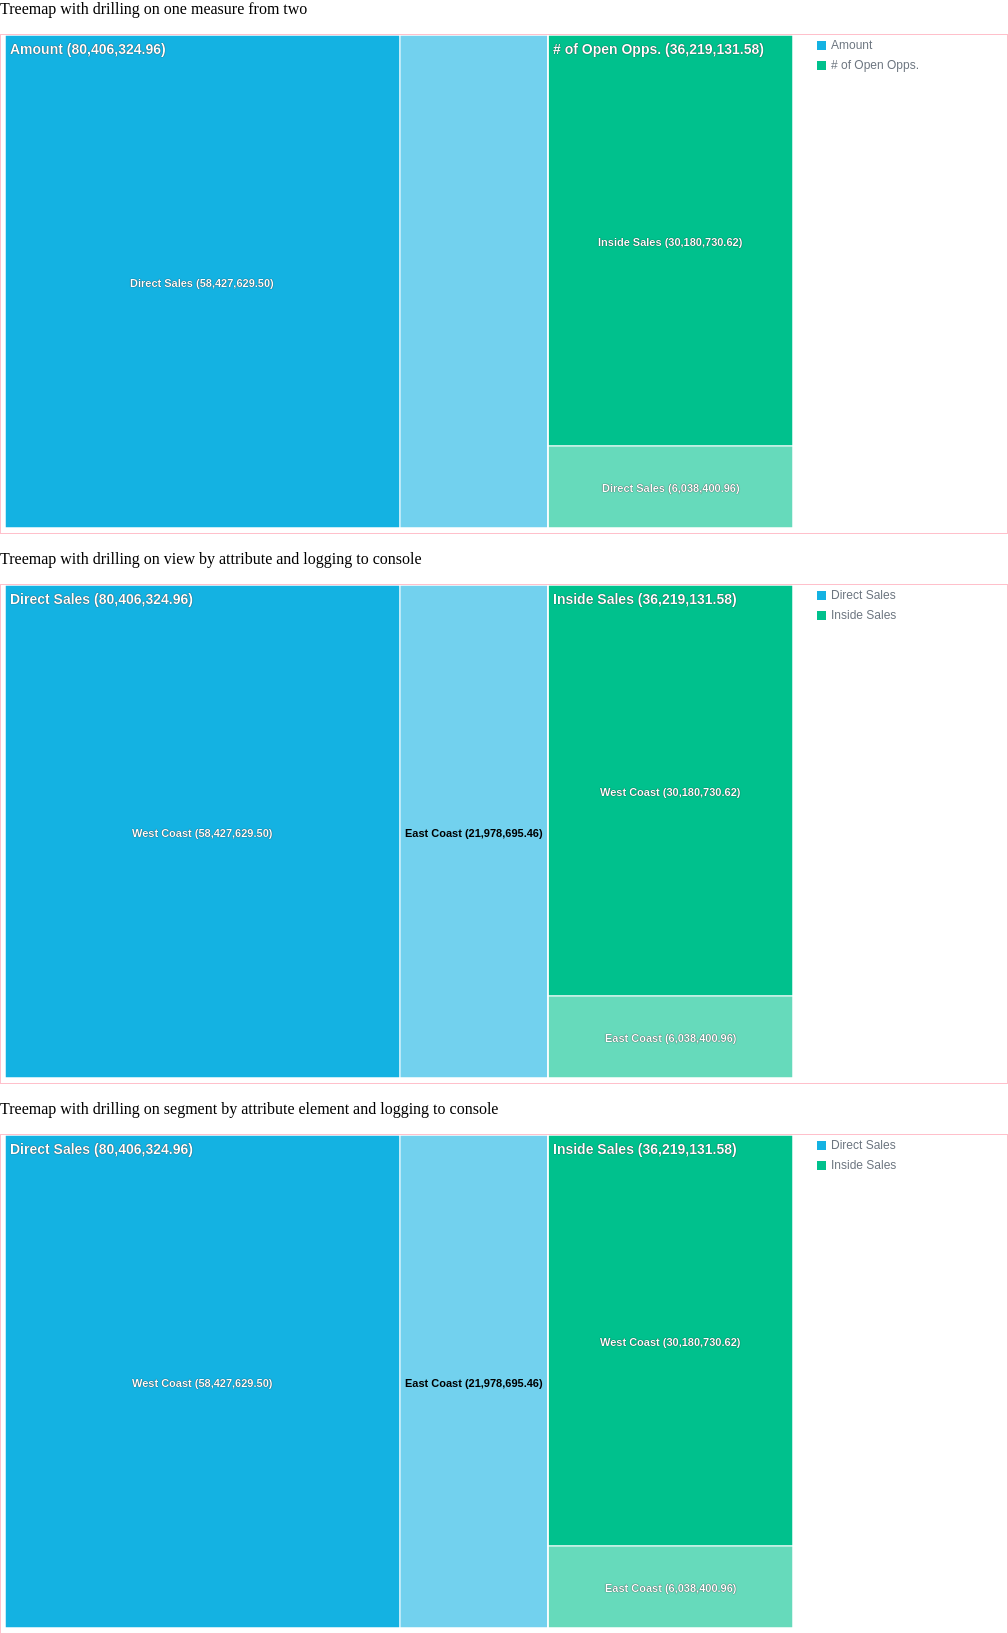 Treemap with drilling on one measure from two
Amount (80,406,324.96)
# of Open Opps. (36,219,131.58)
Amount
# of Open Opps.
Inside Sales (30,180,730.62)
Direct Sales (58,427,629.50)
Direct Sales (6,038,400.96)
Treemap with drilling on view by attribute and logging to console
Direct Sales (80,406,324.96)
Inside Sales (36,219,131.58)
Direct Sales
Inside Sales
West Coast (30,180,730.62)
West Coast (58,427,629.50)
East Coast (21,978,695.46)
East Coast (6,038,400.96)
Treemap with drilling on segment by attribute element and logging to console
Direct Sales (80,406,324.96)
Inside Sales (36,219,131.58)
Direct Sales
Inside Sales
West Coast (30,180,730.62)
West Coast (58,427,629.50)
East Coast (21,978,695.46)
East Coast (6,038,400.96)